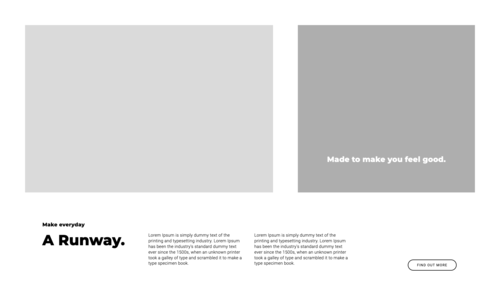 Made to make you feel good.
Make everyday
A Runway.
Lorem Ipsum is simply dummy text of the
printing and typesetting industry. Lorem Ipsum
has been the industry's standard dummy text
ever since the 1500s, when an unknown printer
took a galley of type and scrambled it to make a
type specimen book.
Lorem Ipsum is simply dummy text of the
printing and typesetting industry. Lorem Ipsum
has been the industry's standard dummy text
ever since the 1500s, when an unknown printer
took a galley of type and scrambled it to make a
type specimen book.
FIND OUT MORE